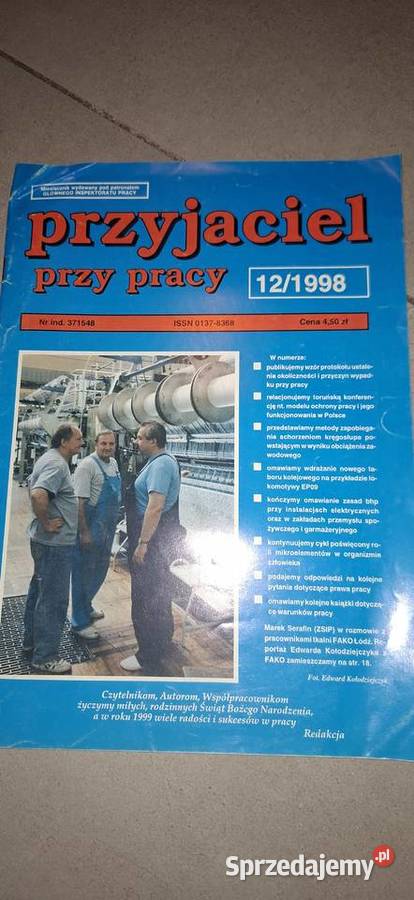 Miesięcznik wydawany pod patronatem
GŁÓWNEGO INSPEKTORATU PRACY
przyjaciel
przy pracy
12/1998
Nr ind. 371548 ISSN 0137-8368 Cena 4,50 zł
W numerze:
publikujemy wzór protokołu ustale-
nia okoliczności i przyczyn wypad-
ku przy pracy
relacjonujemy toruńską konferen-
cję nt. modelu ochrony pracy i jego
funkcjonowania w Polsce
przedstawiamy metody zapobiega-
nia schorzeniom kręgosłupa po-
wstającym w wyniku obciążenia za-
wodowego
omawiamy wdrażanie nowego ta-
boru kolejowego na przykładzie lo-
komotywy EP09
kończymy omawianie zasad bhp
przy instalacjach elektrycznych
oraz w zakładach przemysłu spo-
żywczego i garmażeryjnego
kontynuujemy cykl poświęcony ro-
li mikroelementów w organizmie
człowieka
podajemy odpowiedzi na kolejne
pytania dotyczące prawa pracy
omawiamy kolejne książki dotyczą-
ce warunków pracy
Marek Serafin (ZSIP) w rozmowie z
pracownikami tkalni FAKO Łódź. Re-
portaż Edwarda Kołodziejczyka z
FAKO zamieszczamy na str. 18.
Fot. Edward Kołodziejczyk
Czytelnikom, Autorom, Współpracownikom
życzymy miłych, rodzinnych Świąt Bożego Narodzenia,
a w roku 1999 wiele radości i sukcesów w pracy
Redakcja
Sprzedajemy.pl